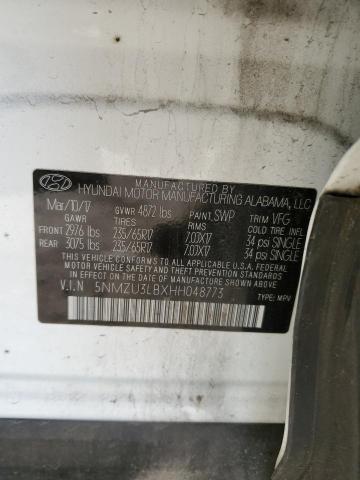 MANUFACTURED BY
HYUNDAI MOTOR MANUFACTURING ALABAMA, LLC
Mar/10/17 GVWR 4872 lbs PAINT SWP TRIM VFG
GAWR TIRES RIMS COLD TIRE INFL.
FRONT 2976 lbs 235/65R17 7.0JX17 34 psi SINGLE
REAR 3075 lbs 235/65R17 7.0JX17 34 psi SINGLE
THIS VEHICLE CONFORMS TO ALL APPLICABLE
U.S. FEDERAL MOTOR VEHICLE SAFETY AND THEFT
PREVENTION STANDARDS IN EFFECT ON THE DATE OF
MANUFACTURE SHOWN ABOVE
V.I.N 5NMZU3LBXHH048773 TYPE: MPV